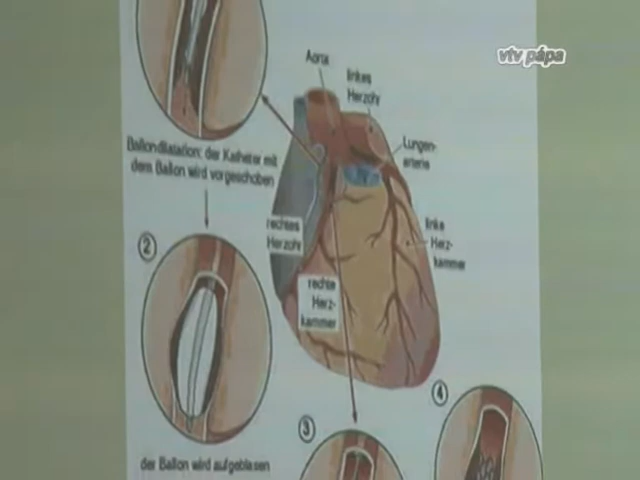 vtv pápa
Aorta
linkes
Herzohr
Lungen-
arterie
Ballondilatation: der Katheter mit
dem Ballon wird vorgeschoben
rechtes
Herzohr
linke
Herz-
kammer
rechte
Herz-
kammer
2
der Ballon wird aufgeblasen
3
4